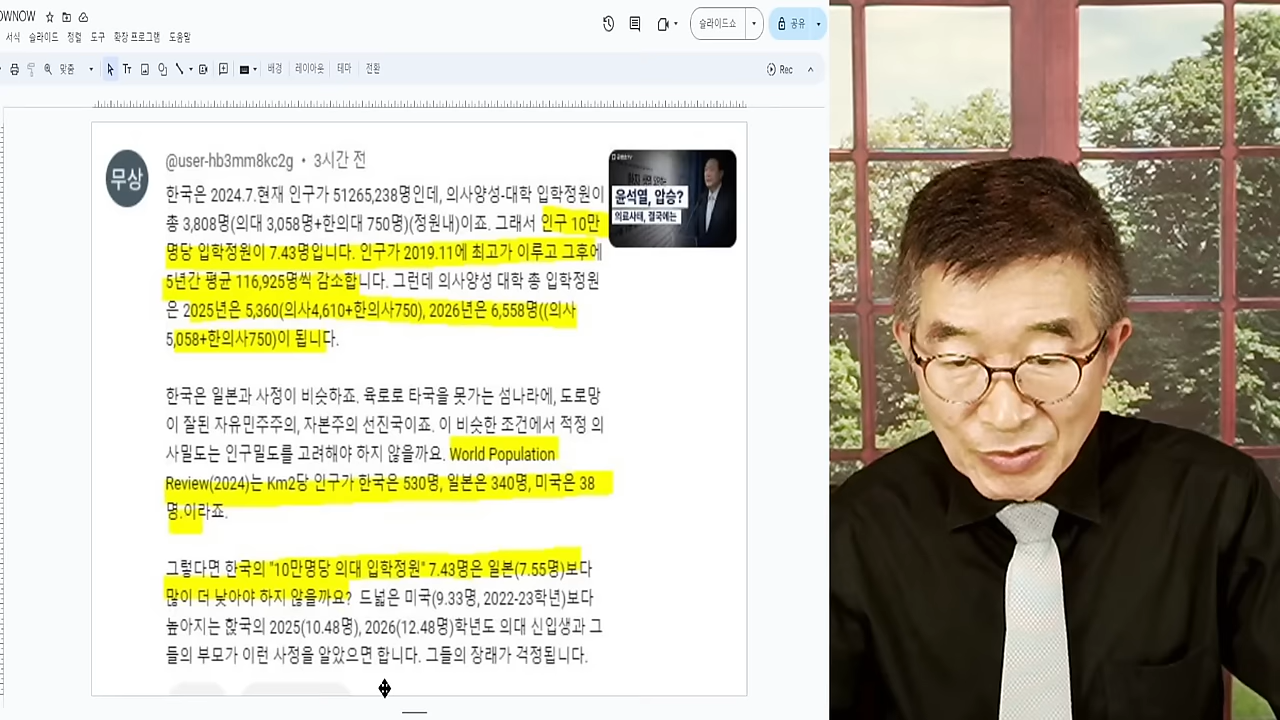 OWNOW
서식 슬라이드 정렬 도구 확장 프로그램 도움말
슬라이드쇼
공유
맞춤
Tт
배경 레이아웃 테마 전환
Rec
무상
@user-hb3mm8kc2g • 3시간 전
한국은 2024.7.현재 인구가 51265,238명인데, 의사양성-대학 입학정원이
총 3,808명(의대 3,058명+한의대 750명)(정원내)이죠. 그래서 인구 10만
명당 입학정원이 7.43명입니다. 인구가 2019.11에 최고가 이루고 그후에
5년간 평균 116,925명씩 감소합니다. 그런데 의사양성 대학 총 입학정원
은 2025년은 5,360(의사4,610+한의사750), 2026년은 6,558명((의사
5,058+한의사750)이 됩니다.
한국은 일본과 사정이 비슷하죠. 육로로 타국을 못가는 섬나라에, 도로망
이 잘된 자유민주주의, 자본주의 선진국이죠. 이 비슷한 조건에서 적정 의
사밀도는 인구밀도를 고려해야 하지 않을까요. World Population
Review(2024)는 Km2당 인구가 한국은 530명, 일본은 340명, 미국은 38
명.이라죠.
그렇다면 한국의 "10만명당 의대 입학정원" 7.43명은 일본(7.55명)보다
많이 더 낮아야 하지 않을까요? 드넓은 미국(9.33명, 2022-23학년)보다
높아지는 핝국의 2025(10.48명), 2026(12.48명)학년도 의대 신입생과 그
들의 부모가 이런 사정을 알았으면 합니다. 그들의 장래가 걱정됩니다.
윤석열, 압승?
의료사태, 결국에는